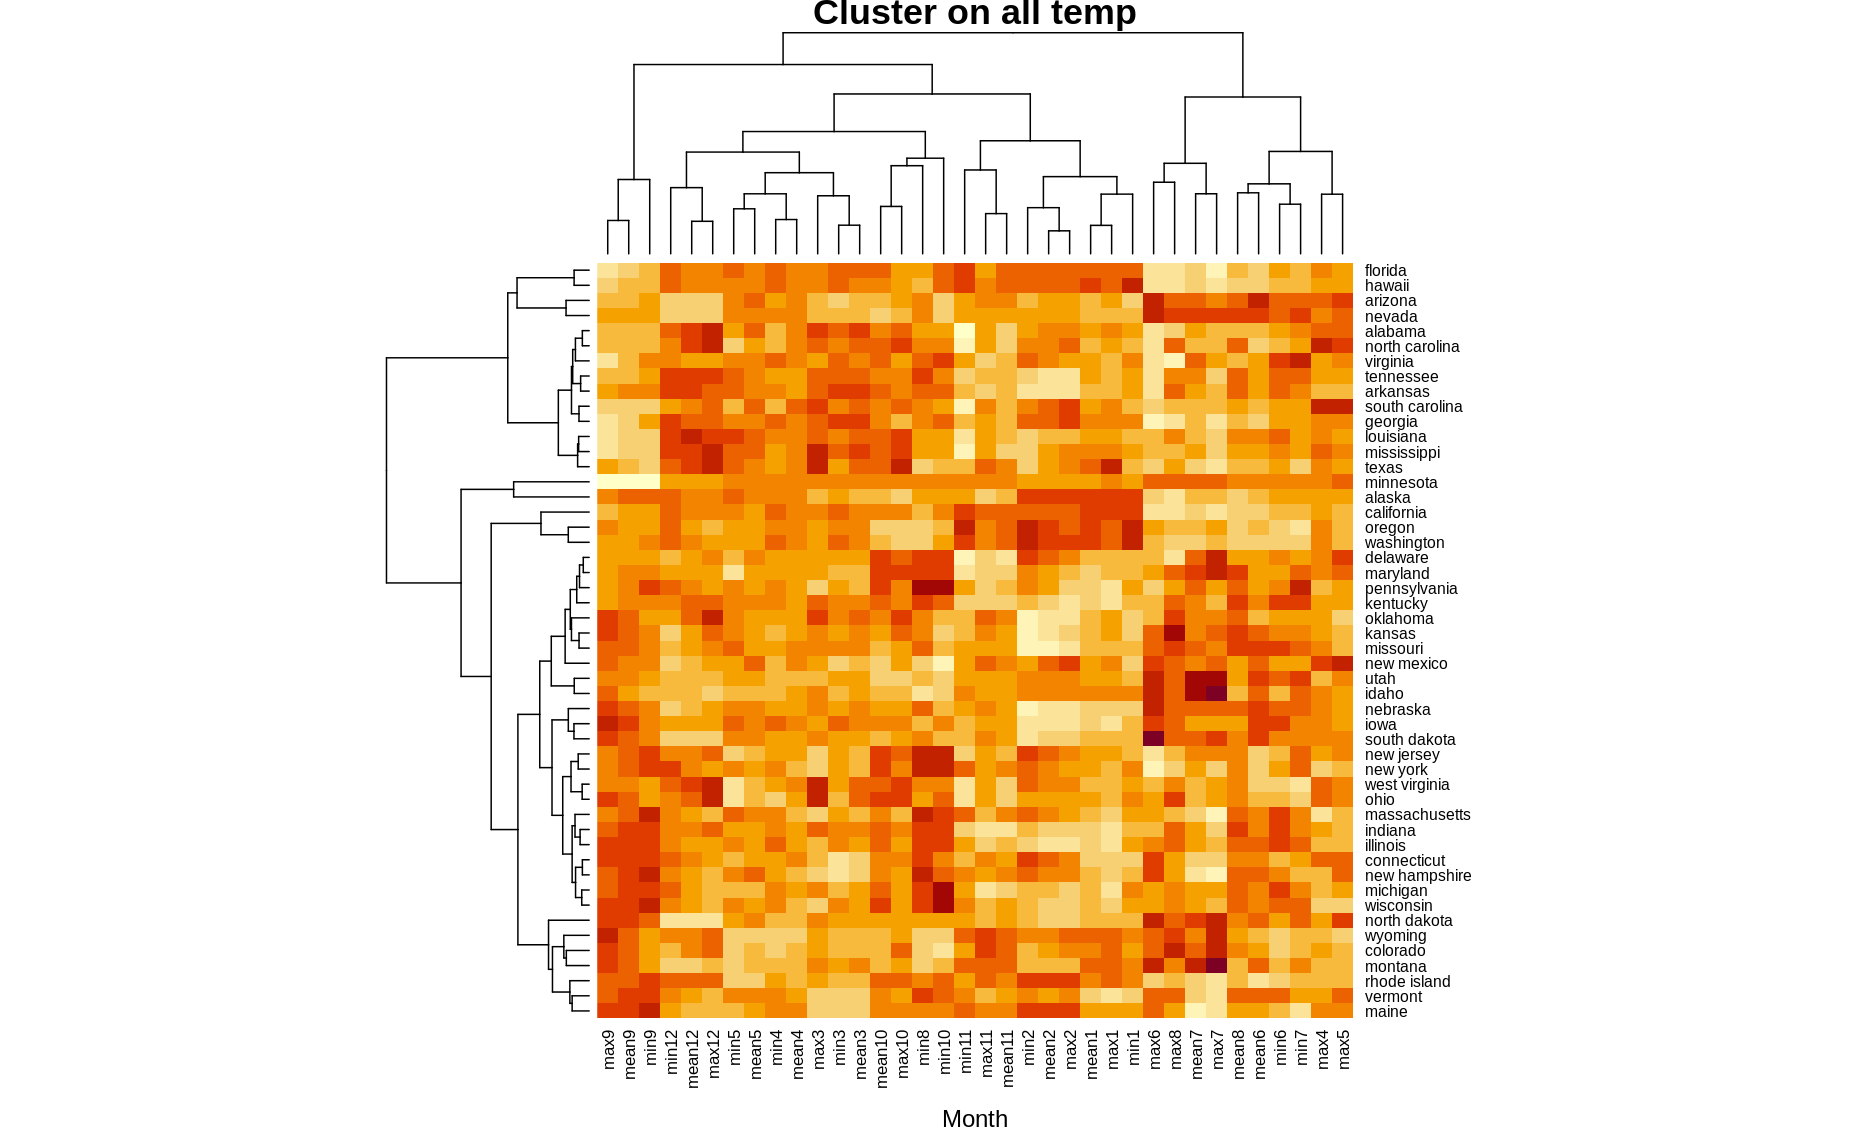 Cluster on all temp
florida
hawaii
arizona
nevada
alabama
north carolina
virginia
tennessee
arkansas
south carolina
georgia
louisiana
mississippi
texas
minnesota
alaska
california
oregon
washington
delaware
maryland
pennsylvania
kentucky
oklahoma
kansas
missouri
new mexico
utah
idaho
nebraska
iowa
south dakota
new jersey
new york
west virginia
ohio
massachusetts
indiana
illinois
connecticut
new hampshire
michigan
wisconsin
north dakota
wyoming
colorado
montana
rhode island
vermont
maine
max9
mean9
min9
min12
mean12
max12
min5
mean5
min4
mean4
max3
min3
mean3
mean10
max10
min8
min10
min11
max11
mean11
min2
mean2
max2
mean1
max1
min1
max6
max8
mean7
max7
mean8
mean6
min6
min7
max4
max5
Month